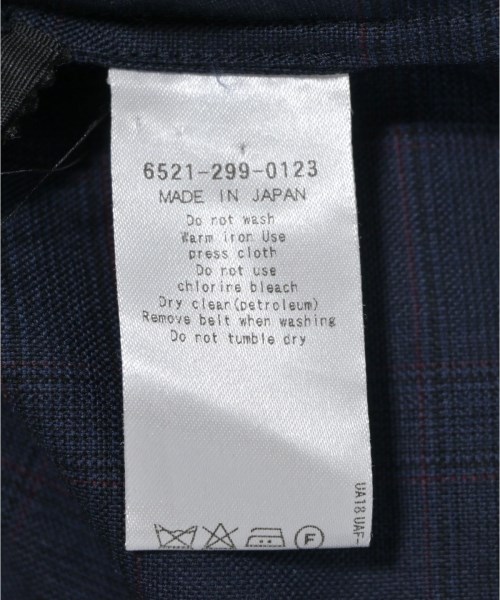 6521-299-0123
MADE IN JAPAN
Do not wash
Warm iron Use
press cloth
Do not use
chlorine bleach
Dry clean(petroleum)
Remove belt when washing
Do not tumble dry
UA18UAF-
F